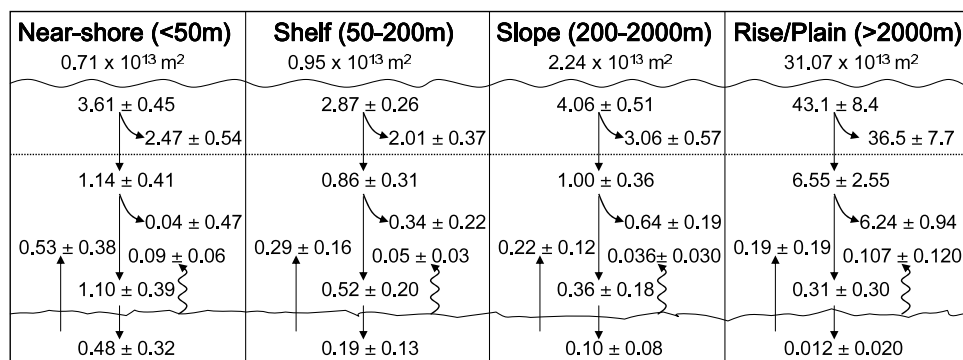 Near-shore (<50m)
0.71 x 10¹³ m²
3.61 ± 0.45
2.47 ± 0.54
1.14 ± 0.41
0.04 ± 0.47
0.53 ± 0.38
0.09 ± 0.06
1.10 ± 0.39
0.48 ± 0.32
Shelf (50-200m)
0.95 x 10¹³ m²
2.87 ± 0.26
2.01 ± 0.37
0.86 ± 0.31
0.34 ± 0.22
0.29 ± 0.16
0.05 ± 0.03
0.52 ± 0.20
0.19 ± 0.13
Slope (200-2000m)
2.24 x 10¹³ m²
4.06 ± 0.51
3.06 ± 0.57
1.00 ± 0.36
0.64 ± 0.19
0.22 ± 0.12
0.036 ± 0.030
0.36 ± 0.18
0.10 ± 0.08
Rise/Plain (>2000m)
31.07 x 10¹³ m²
43.1 ± 8.4
36.5 ± 7.7
6.55 ± 2.55
6.24 ± 0.94
0.19 ± 0.19
0.107 ± 0.120
0.31 ± 0.30
0.012 ± 0.020